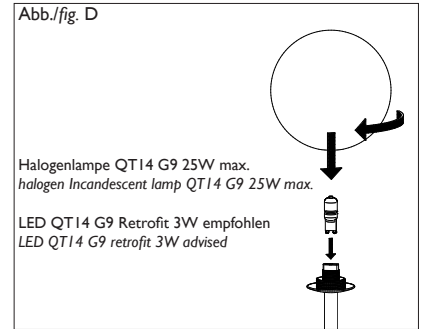 Abb./fig. D
Halogenlampe QT14 G9 25W max.
halogen Incandescent lamp QT14 G9 25W max.
LED QT14 G9 Retrofit 3W empfohlen
LED QT14 G9 retrofit 3W advised